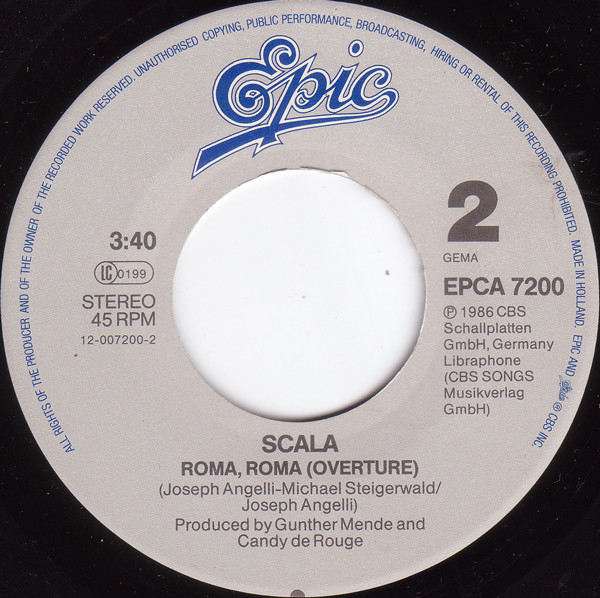 ALL RIGHTS OF THE PRODUCER AND OF THE OWNER OF THE RECORDED WORK RESERVED. UNAUTHORISED COPYING, PUBLIC PERFORMANCE, BROADCASTING, HIRING OR RENTAL OF THIS RECORDING PROHIBITED. MADE IN HOLLAND. EPIC AND Epic ® CBS INC.
Epic
2
3:40
GEMA
LC 0199
EPCA 7200
STEREO
45 RPM
12-007200-2
℗ 1986 CBS
Schallplatten
GmbH, Germany
Libraphone
(CBS SONGS
Musikverlag
GmbH)
SCALA
ROMA, ROMA (OVERTURE)
(Joseph Angelli-Michael Steigerwald/
Joseph Angelli)
Produced by Gunther Mende and
Candy de Rouge